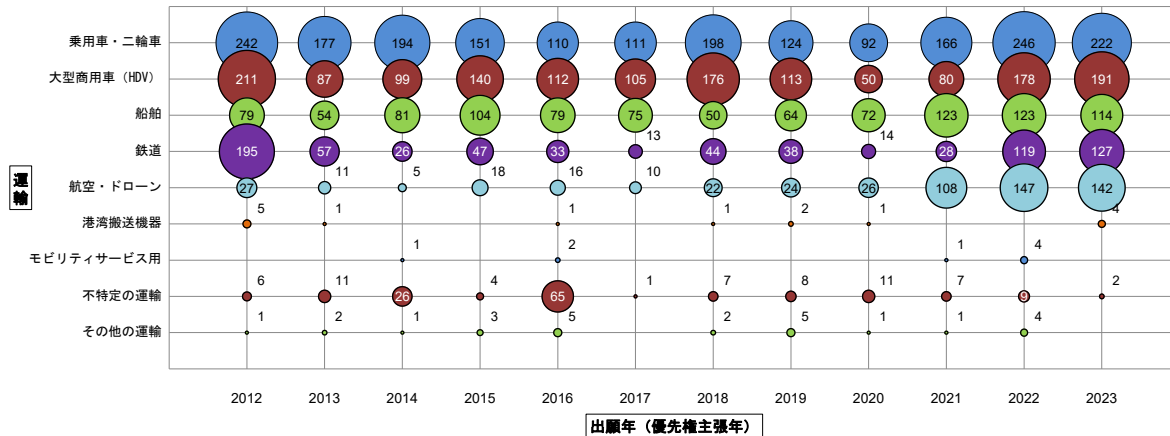 乗用車・二輪車 242 177 194 151 110 111 198 124 92 166 246 222
大型商用車（HDV） 211 87 99 140 112 105 176 113 50 80 178 191
船舶 79 54 81 104 79 75 50 64 72 123 123 114
鉄道 195 57 26 47 33 13 44 38 14 28 119 127
航空・ドローン 27 11 5 18 16 10 22 24 26 108 147 142
港湾搬送機器 5 1 1 1 2 1 4
モビリティサービス用 1 2 1 4
不特定の運輸 6 11 26 4 65 1 7 8 11 7 9 2
その他の運輸 1 2 1 3 5 2 5 1 1 4
運輸
2012 2013 2014 2015 2016 2017 2018 2019 2020 2021 2022 2023
出願年（優先権主張年）